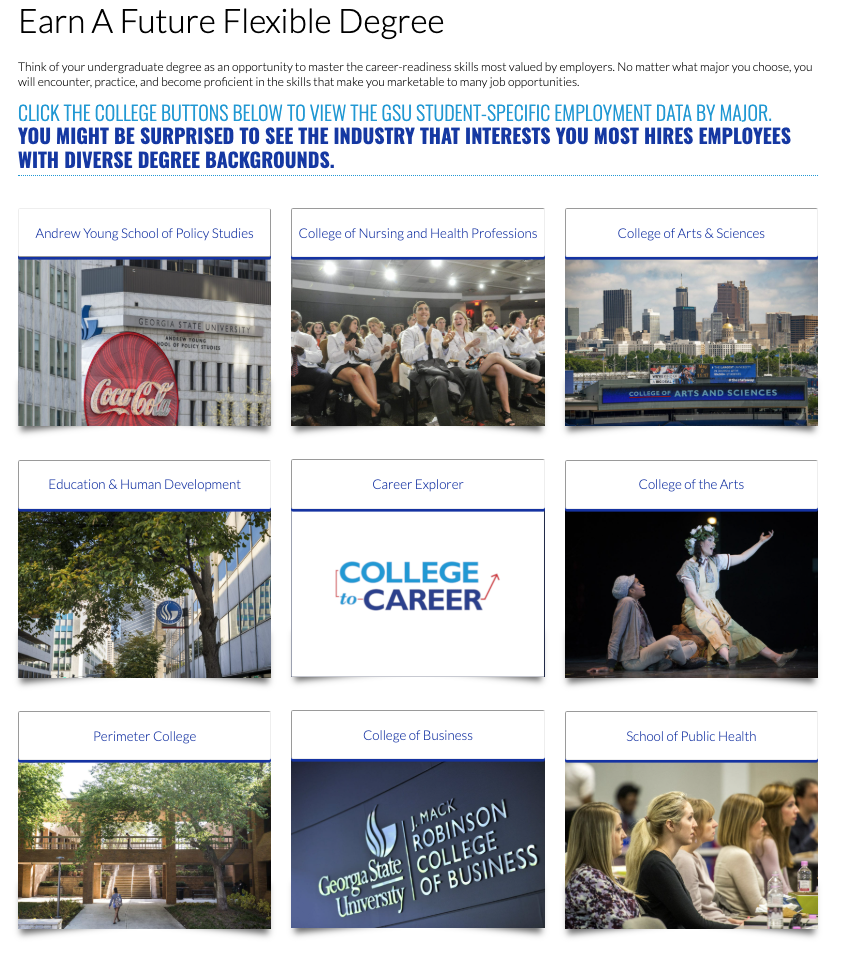 Earn A Future Flexible Degree
Think of your undergraduate degree as an opportunity to master the career-readiness skills most valued by employers. No matter what major you choose, you
will encounter, practice, and become proficient in the skills that make you marketable to many job opportunities.
CLICK THE COLLEGE BUTTONS BELOW TO VIEW THE GSU STUDENT-SPECIFIC EMPLOYMENT DATA BY MAJOR.
YOU MIGHT BE SURPRISED TO SEE THE INDUSTRY THAT INTERESTS YOU MOST HIRES EMPLOYEES
WITH DIVERSE DEGREE BACKGROUNDS.
Andrew Young School of Policy Studies
GEORGIA STATE UNIVERSITY
ANDREW YOUNG
SCHOOL OF POLICY STUDIES
Coca-Cola
College of Nursing and Health Professions
College of Arts & Sciences
COLLEGE OF ARTS AND SCIENCES
Education & Human Development
Career Explorer
COLLEGE
to-CAREER
College of the Arts
Perimeter College
College of Business
Georgia State
University
J. MACK
ROBINSON
COLLEGE
OF BUSINESS
School of Public Health